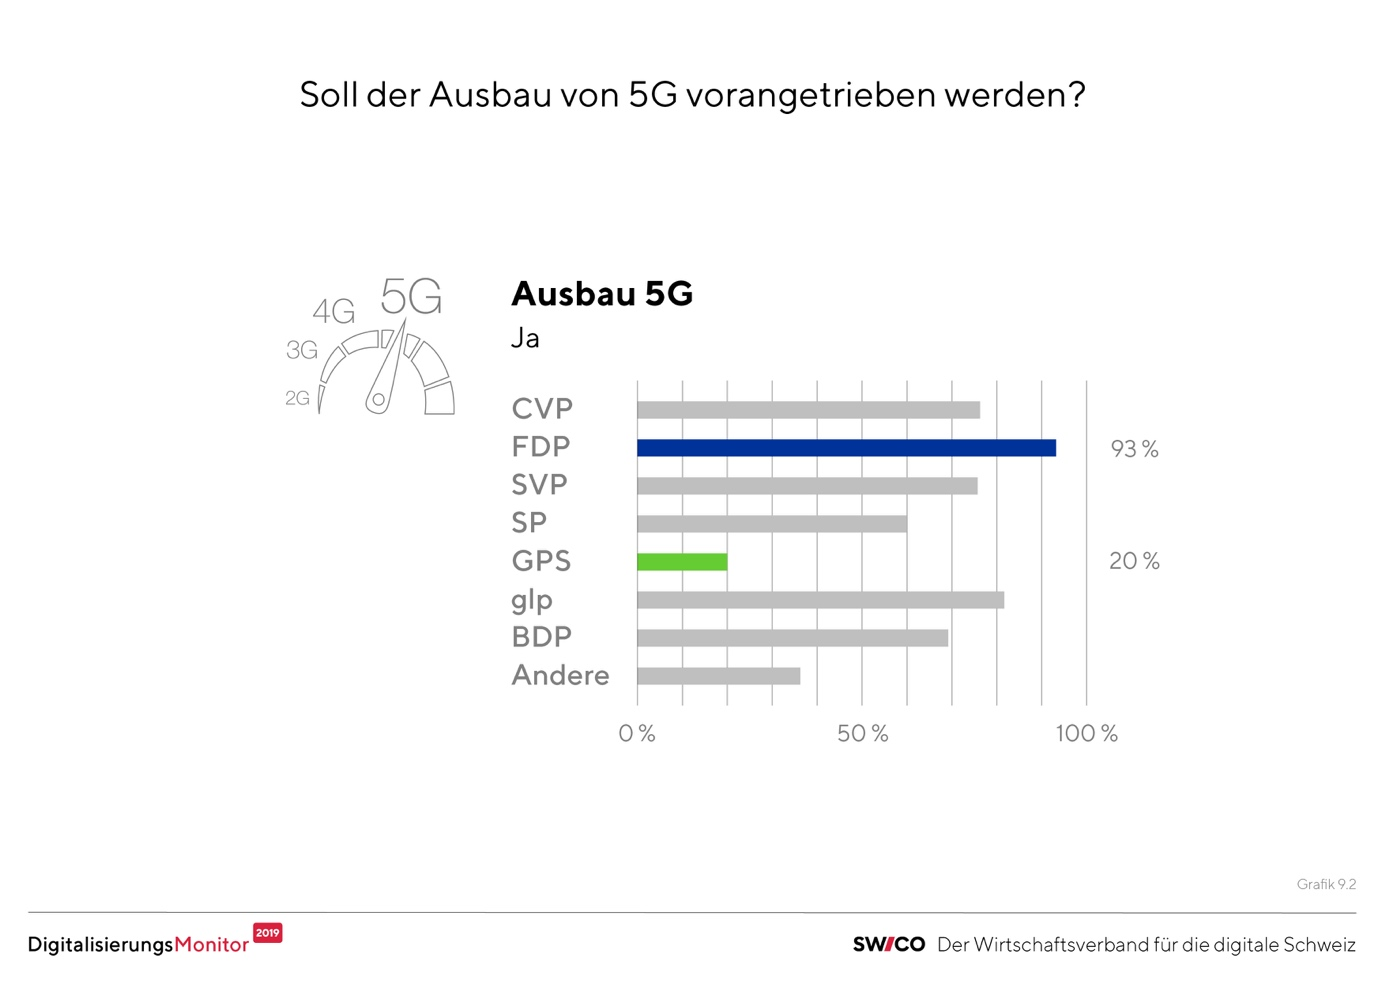 Soll der Ausbau von 5G vorangetrieben werden?
5G
4G
3G
2G
Ausbau 5G
Ja
CVP
FDP 93 %
SVP
SP
GPS 20 %
glp
BDP
Andere
0 % 50 % 100 %
Grafik 9.2
DigitalisierungsMonitor 2019
SWICO Der Wirtschaftsverband für die digitale Schweiz